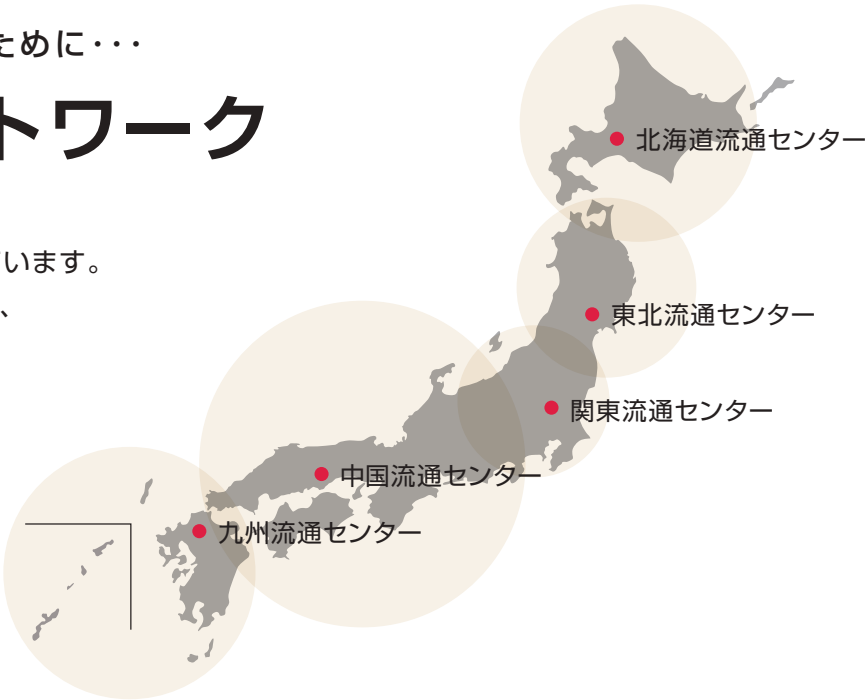 ために･･･
トワーク
います。
、
北海道流通センター
東北流通センター
関東流通センター
中国流通センター
九州流通センター